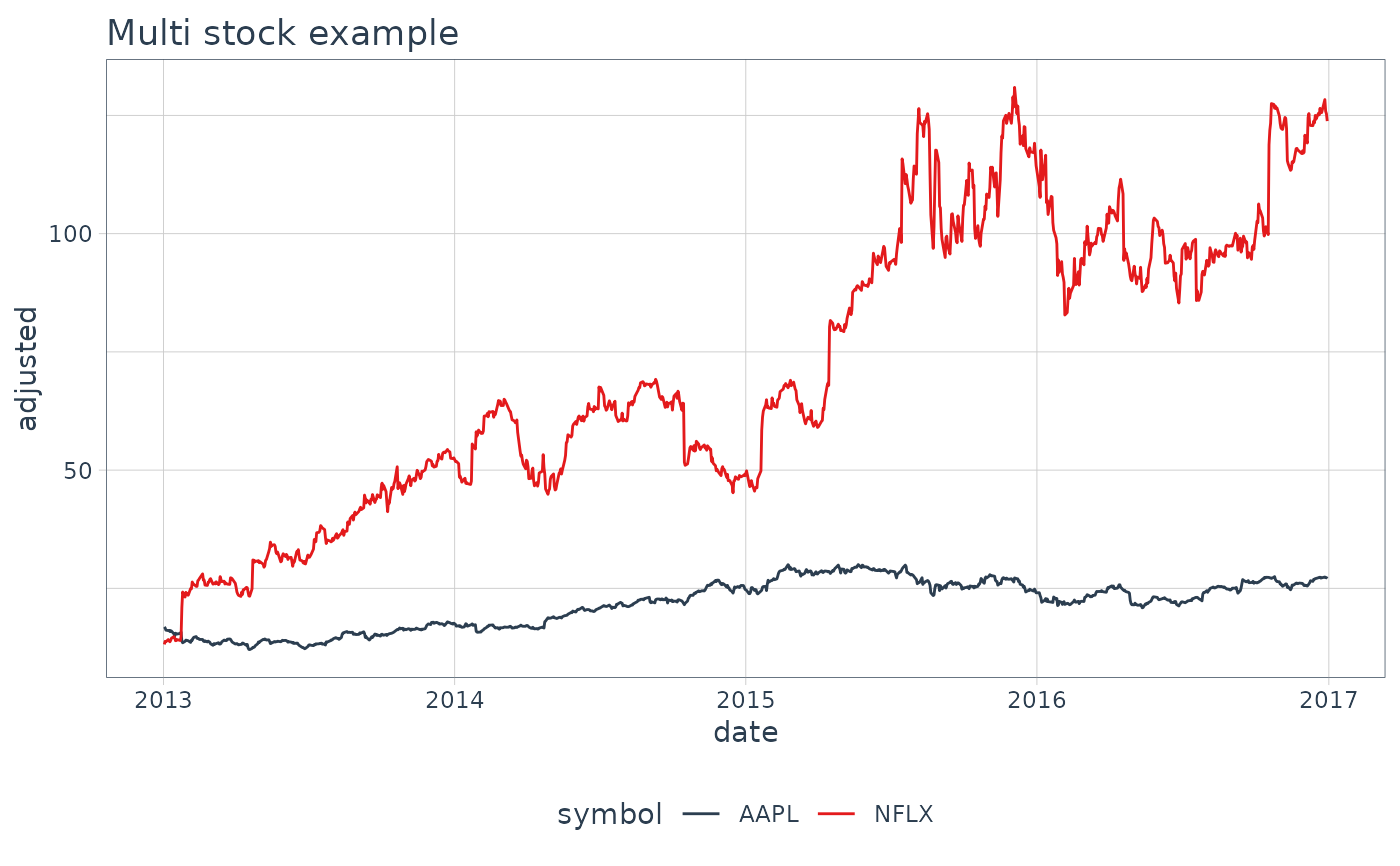 Multi stock example
adjusted
100
50
2013 2014 2015 2016 2017
date
symbol AAPL NFLX